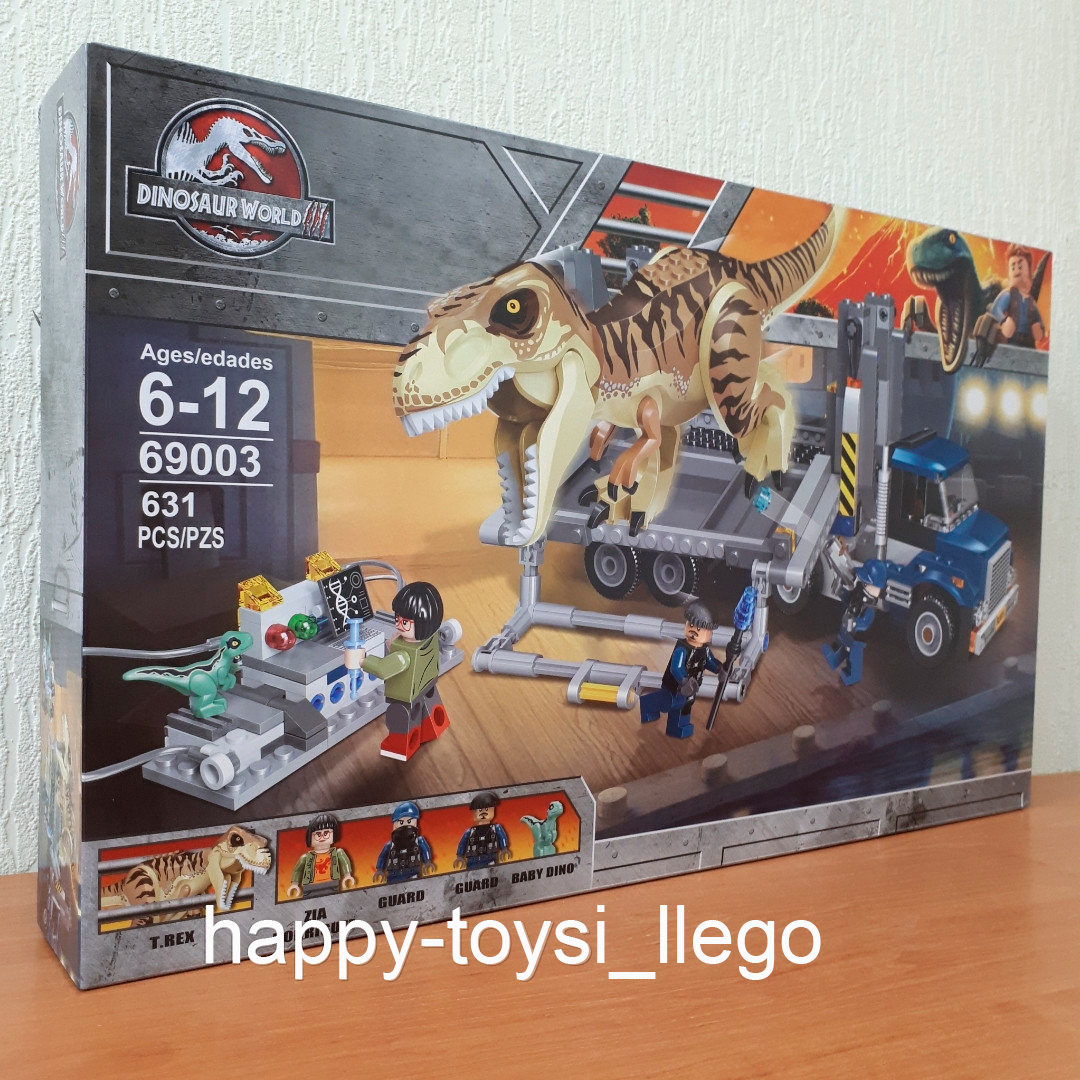 DINOSAUR WORLD
Ages/edades
6-12
69003
631
PCS/PZS
T.REX
ZIA
GUARD
GUARD
BABY DINO
happy-toysi_llego